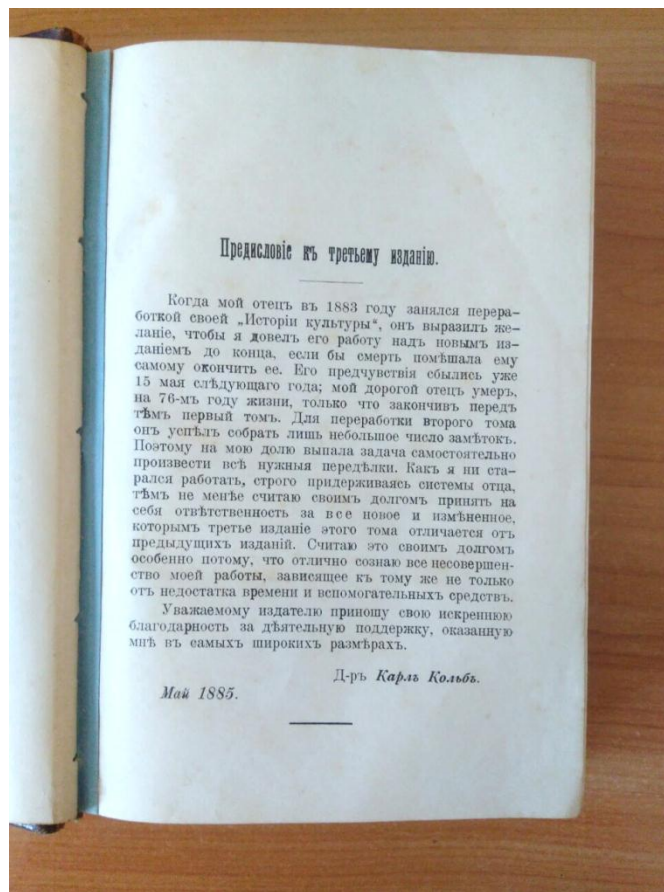 Предисловіе къ третьему изданію.
Когда мой отецъ въ 1883 году занялся перера-
боткой своей „Исторіи культуры“, онъ выразилъ же-
ланіе, чтобы я довелъ его работу надъ новымъ из-
даніемъ до конца, если бы смерть помѣшала ему
самому окончить ее. Его предчувствія сбылись уже
15 мая слѣдующаго года; мой дорогой отецъ умеръ,
на 76-мъ году жизни, только что закончивъ передъ
тѣмъ первый томъ. Для переработки второго тома
онъ успѣлъ собрать лишь небольшое число замѣтокъ.
Поэтому на мою долю выпала задача самостоятельно
произвести всѣ нужныя передѣлки. Какъ я ни ста-
рался работать, строго придерживаясь системы отца,
тѣмъ не менѣе считаю своимъ долгомъ принять на
себя отвѣтственность за все новое и измѣненное,
которымъ третье изданіе этого тома отличается отъ
предыдущихъ изданій. Считаю это своимъ долгомъ
особенно потому, что отлично сознаю все несовершен-
ство моей работы, зависящее къ тому же не только
отъ недостатка времени и вспомогательныхъ средствъ.
Уважаемому издателю приношу свою искреннюю
благодарность за дѣятельную поддержку, оказанную
мнѣ въ самыхъ широкихъ размѣрахъ.
Д-ръ Карлъ Кольбъ.
Май 1885.